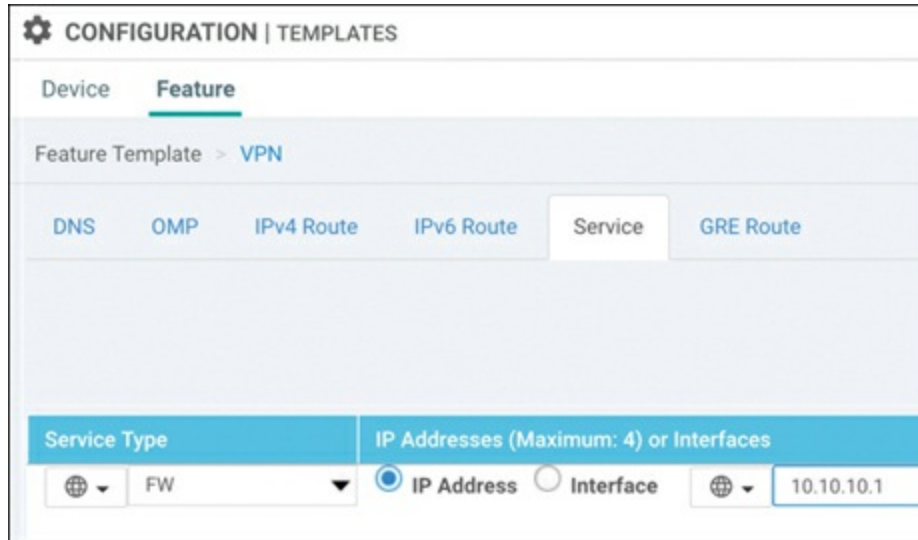 CONFIGURATION | TEMPLATES
Device Feature
Feature Template > VPN
DNS OMP IPv4 Route IPv6 Route Service GRE Route
Service Type IP Addresses (Maximum: 4) or Interfaces
FW IP Address Interface 10.10.10.1